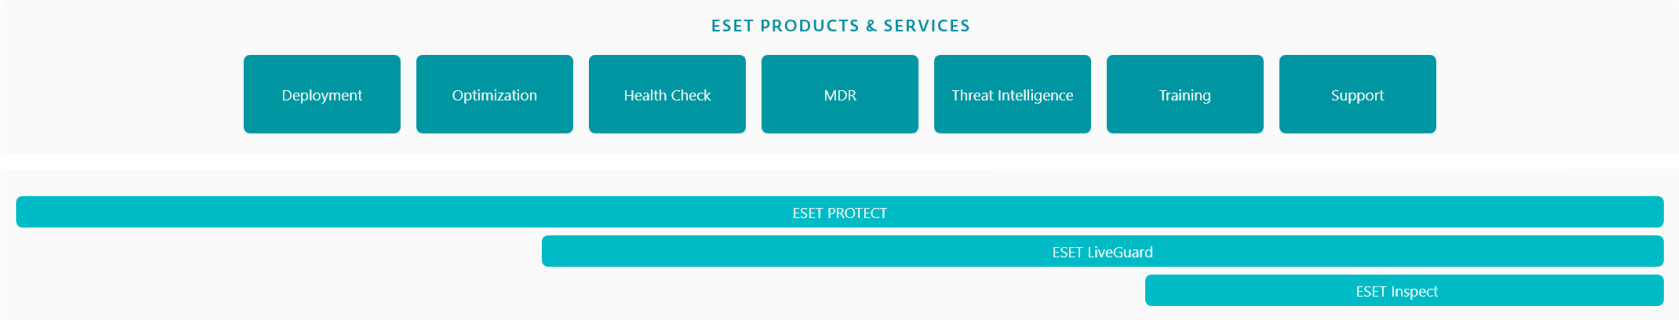 ESET PRODUCTS & SERVICES
Deployment
Optimization
Health Check
MDR
Threat Intelligence
Training
Support
ESET PROTECT
ESET LiveGuard
ESET Inspect